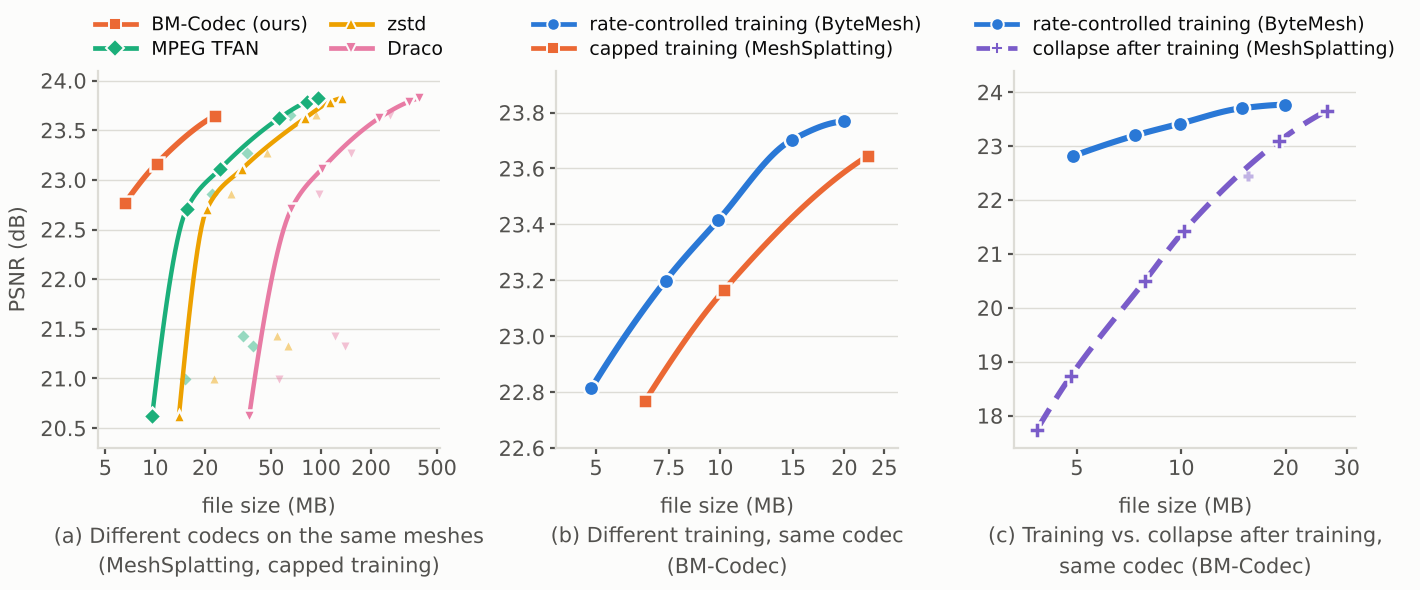 BM-Codec (ours)
MPEG TFAN
zstd
Draco
PSNR (dB)
24.0
23.5
23.0
22.5
22.0
21.5
21.0
20.5
5 10 20 50 100 200 500
file size (MB)
(a) Different codecs on the same meshes
(MeshSplatting, capped training)
rate-controlled training (ByteMesh)
capped training (MeshSplatting)
23.8
23.6
23.4
23.2
23.0
22.8
22.6
5 7.5 10 15 20 25
file size (MB)
(b) Different training, same codec
(BM-Codec)
rate-controlled training (ByteMesh)
collapse after training (MeshSplatting)
24
23
22
21
20
19
18
5 10 20 30
file size (MB)
(c) Training vs. collapse after training,
same codec (BM-Codec)